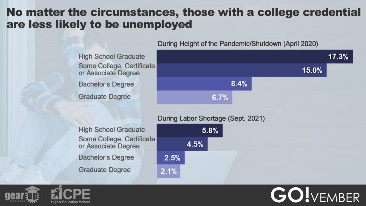 No matter the circumstances, those with a college credential
are less likely to be unemployed
During Height of the Pandemic/Shutdown (April 2020)
High School Graduate 17.3%
Some College, Certificate
or Associate Degree 15.0%
Bachelor's Degree 8.4%
Graduate Degree 6.7%
During Labor Shortage (Sept. 2021)
High School Graduate 5.8%
Some College, Certificate
or Associate Degree 4.5%
Bachelor's Degree 2.5%
Graduate Degree 2.1%
gear up
CPE
GO!VEMBER